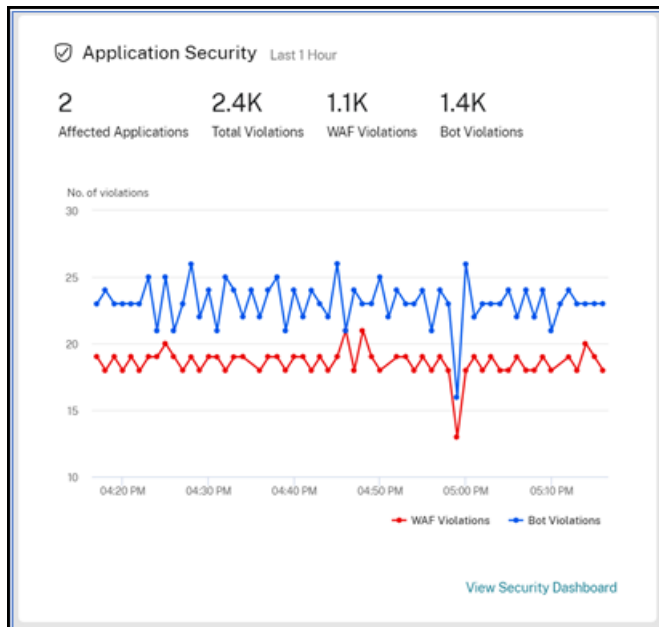 Application Security Last 1 Hour
2 2.4K 1.1K 1.4K
Affected Applications Total Violations WAF Violations Bot Violations
No. of violations
30
25
20
15
10
04:20 PM 04:30 PM 04:40 PM 04:50 PM 05:00 PM 05:10 PM
WAF Violations Bot Violations
View Security Dashboard